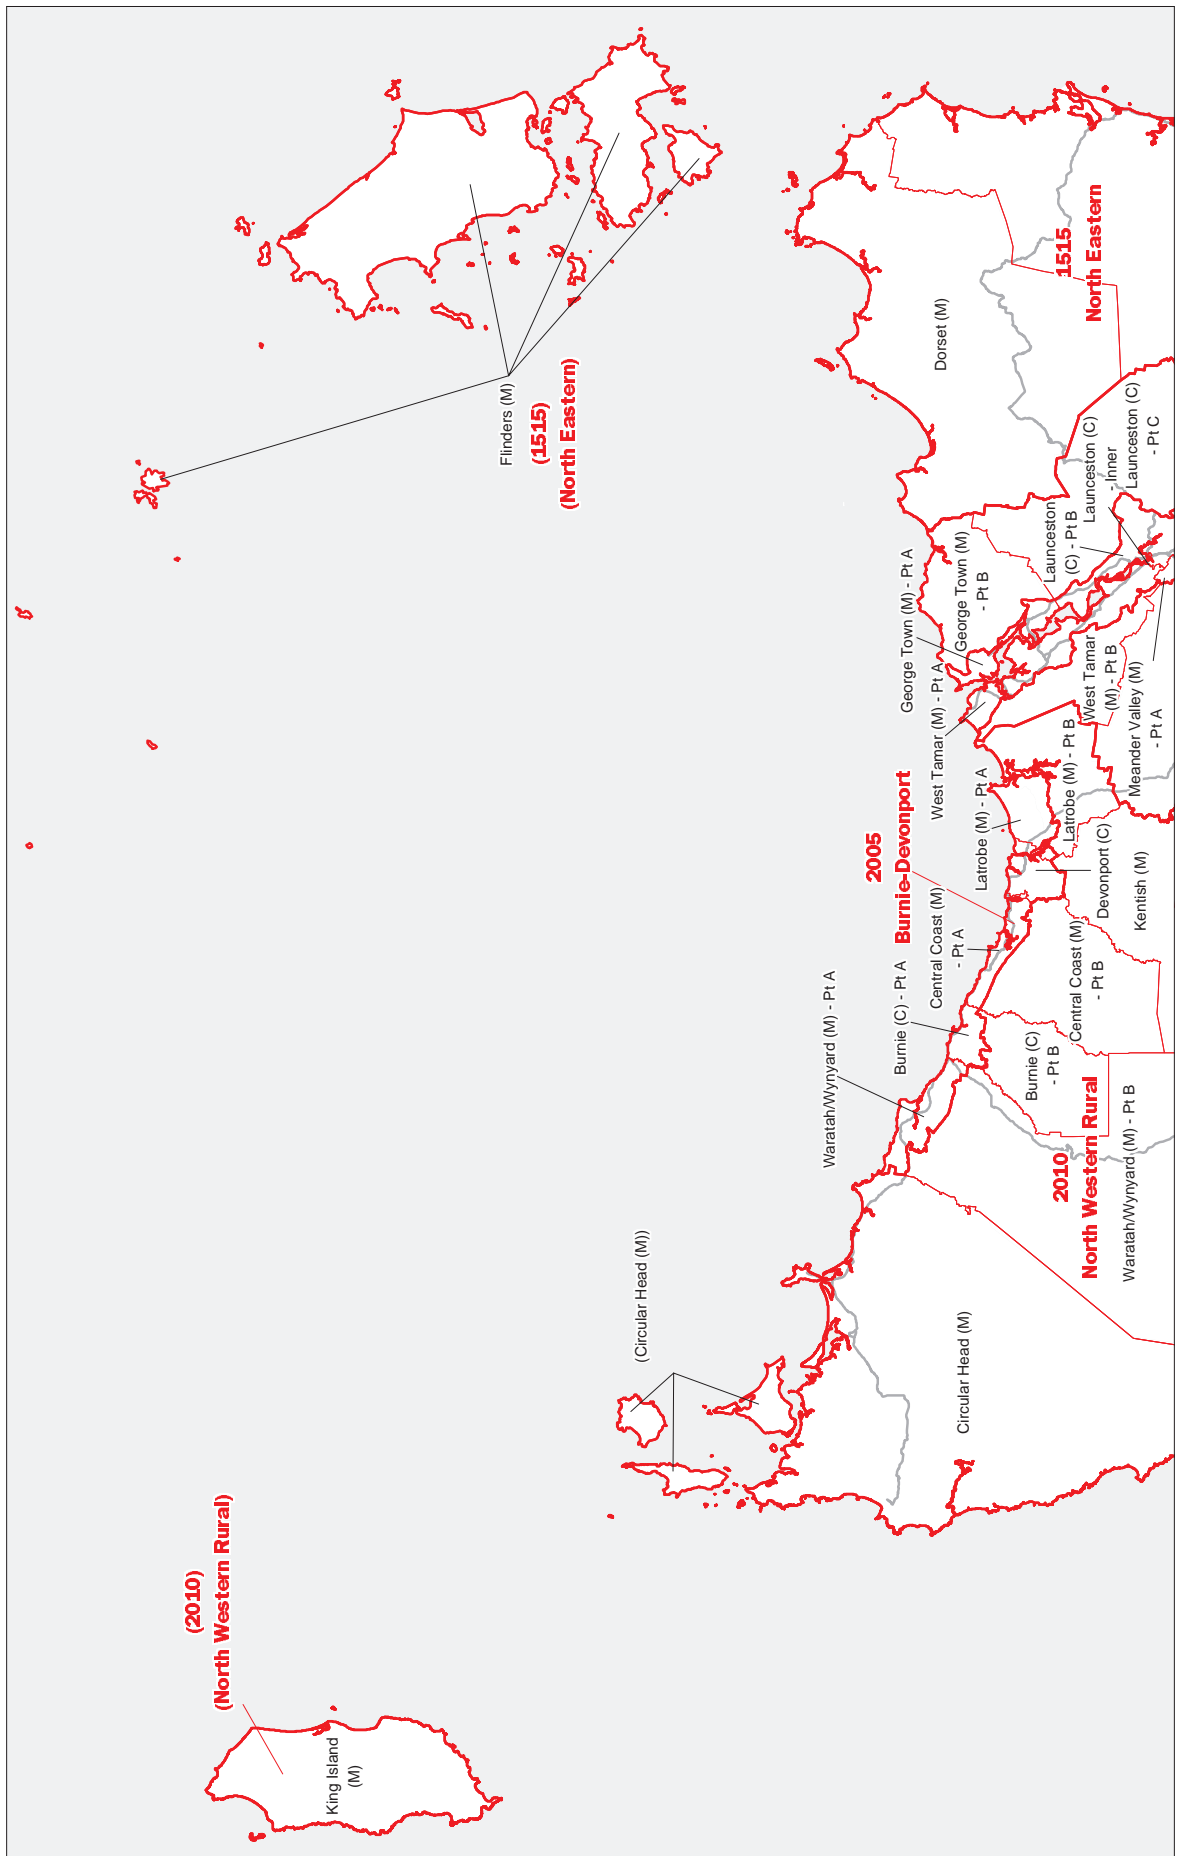 (2010)
(North Western Rural)
King Island
(M)
(Circular Head (M))
Circular Head (M)
Flinders (M)
(1515)
(North Eastern)
Waratah/Wynyard (M) - Pt A
Burnie (C) - Pt A
Central Coast (M)
- Pt A
2005
Burnie-Devonport
Latrobe (M) - Pt A
West Tamar (M) - Pt A
George Town (M) - Pt A
George Town (M)
- Pt B
Dorset (M)
1515
North Eastern
2010
North Western Rural
Waratah/Wynyard (M) - Pt B
Burnie (C)
- Pt B
Central Coast (M)
- Pt B
Devonport (C)
Kentish (M)
Latrobe (M) - Pt B
West Tamar
(M) - Pt B
Meander Valley (M)
- Pt A
Launceston
(C) - Pt B
Launceston (C)
-Inner
Launceston (C)
- Pt C